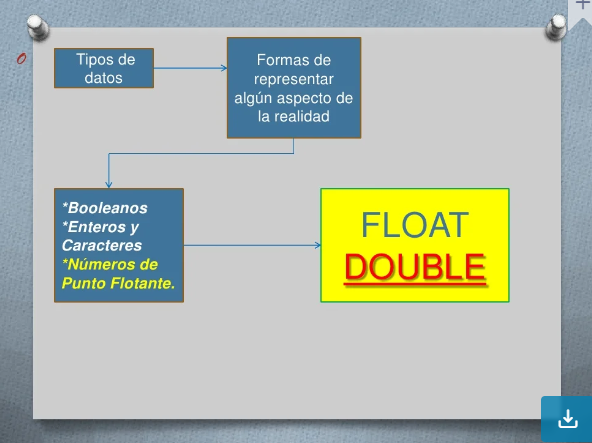 Tipos de
datos
Formas de
representar
algún aspecto de
la realidad
*Booleanos
*Enteros y
Caracteres
*Números de
Punto Flotante.
FLOAT
DOUBLE